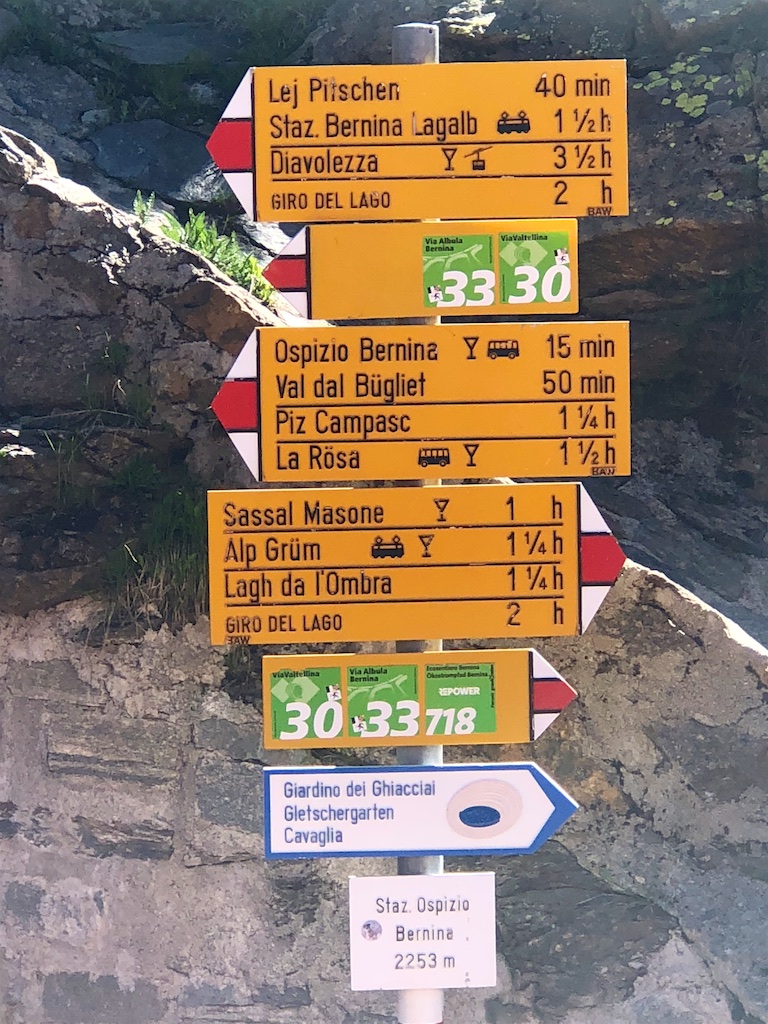 Lej Pitschen 40 min
Staz. Bernina Lagalb 1 ½ h
Diavolezza 3 ½ h
GIRO DEL LAGO 2 h
BAW
Via Albula
Bernina
33
ViaValtellina
30
Ospizio Bernina 15 min
Val dal Bügliet 50 min
Piz Campasc 1 ¼ h
La Rösa 1 ½ h
BAW
Sassal Masone 1 h
Alp Grüm 1 ¼ h
Lagh da l'Ombra 1 ¼ h
GIRO DEL LAGO 2 h
BAW
ViaValtellina
30
Via Albula
Bernina
33
Ecosentiero Bernina
Ökostrompfad Bernina
REPOWER
718
Giardino dei Ghiacciai
Gletschergarten
Cavaglia
Staz. Ospizio
Bernina
2253 m